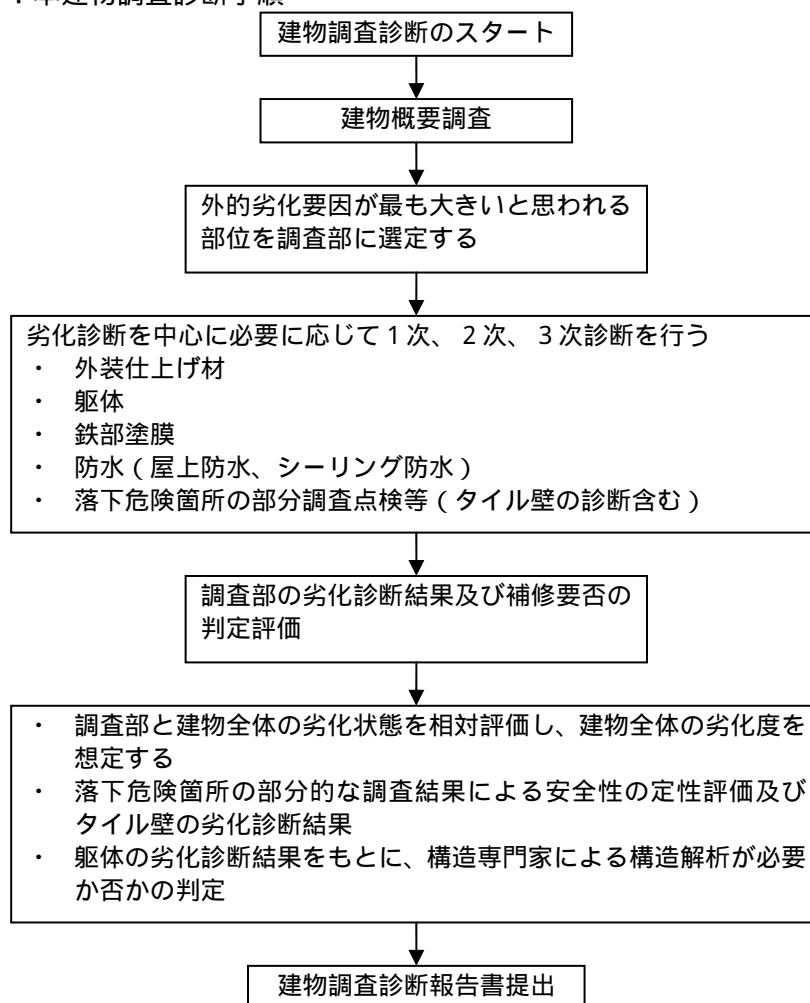 建物調査診断のスタート
建物概要調査
外的劣化要因が最も大きいと思われる
部位を調査部に選定する
劣化診断を中心に必要に応じて1次、2次、3次診断を行う
・ 外装仕上げ材
・ 躯体
・ 鉄部塗膜
・ 防水(屋上防水、シーリング防水)
・ 落下危険箇所の部分調査点検等(タイル壁の診断含む)
調査部の劣化診断結果及び補修要否の
判定評価
・ 調査部と建物全体の劣化状態を相対評価し、建物全体の劣化度を
想定する
・ 落下危険箇所の部分的な調査結果による安全性の定性評価及び
タイル壁の劣化診断結果
・ 躯体の劣化診断結果をもとに、構造専門家による構造解析が必要
か否かの判定
建物調査診断報告書提出